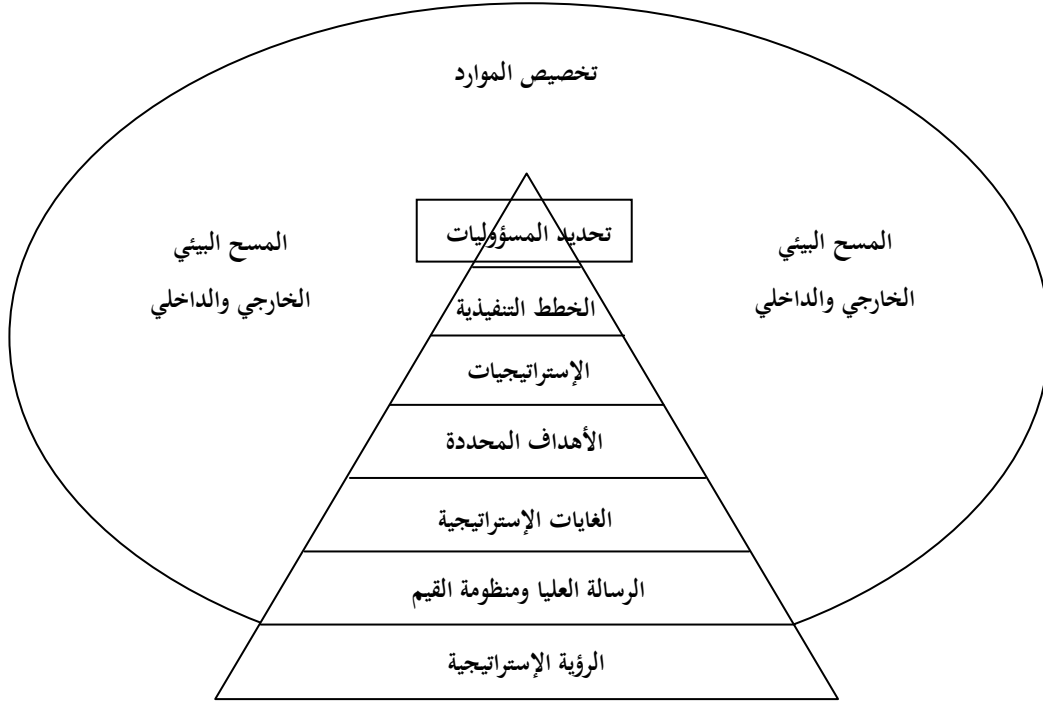 تخصيص الموارد
تحديد المسؤوليات
المسح البيئي
الخارجي والداخلي
المسح البيئي
الخارجي والداخلي
الخطط التنفيذية
الإستراتيجيات
الأهداف المحددة
الغايات الإستراتيجية
الرسالة العليا ومنظومة القيم
الرؤية الإستراتيجية